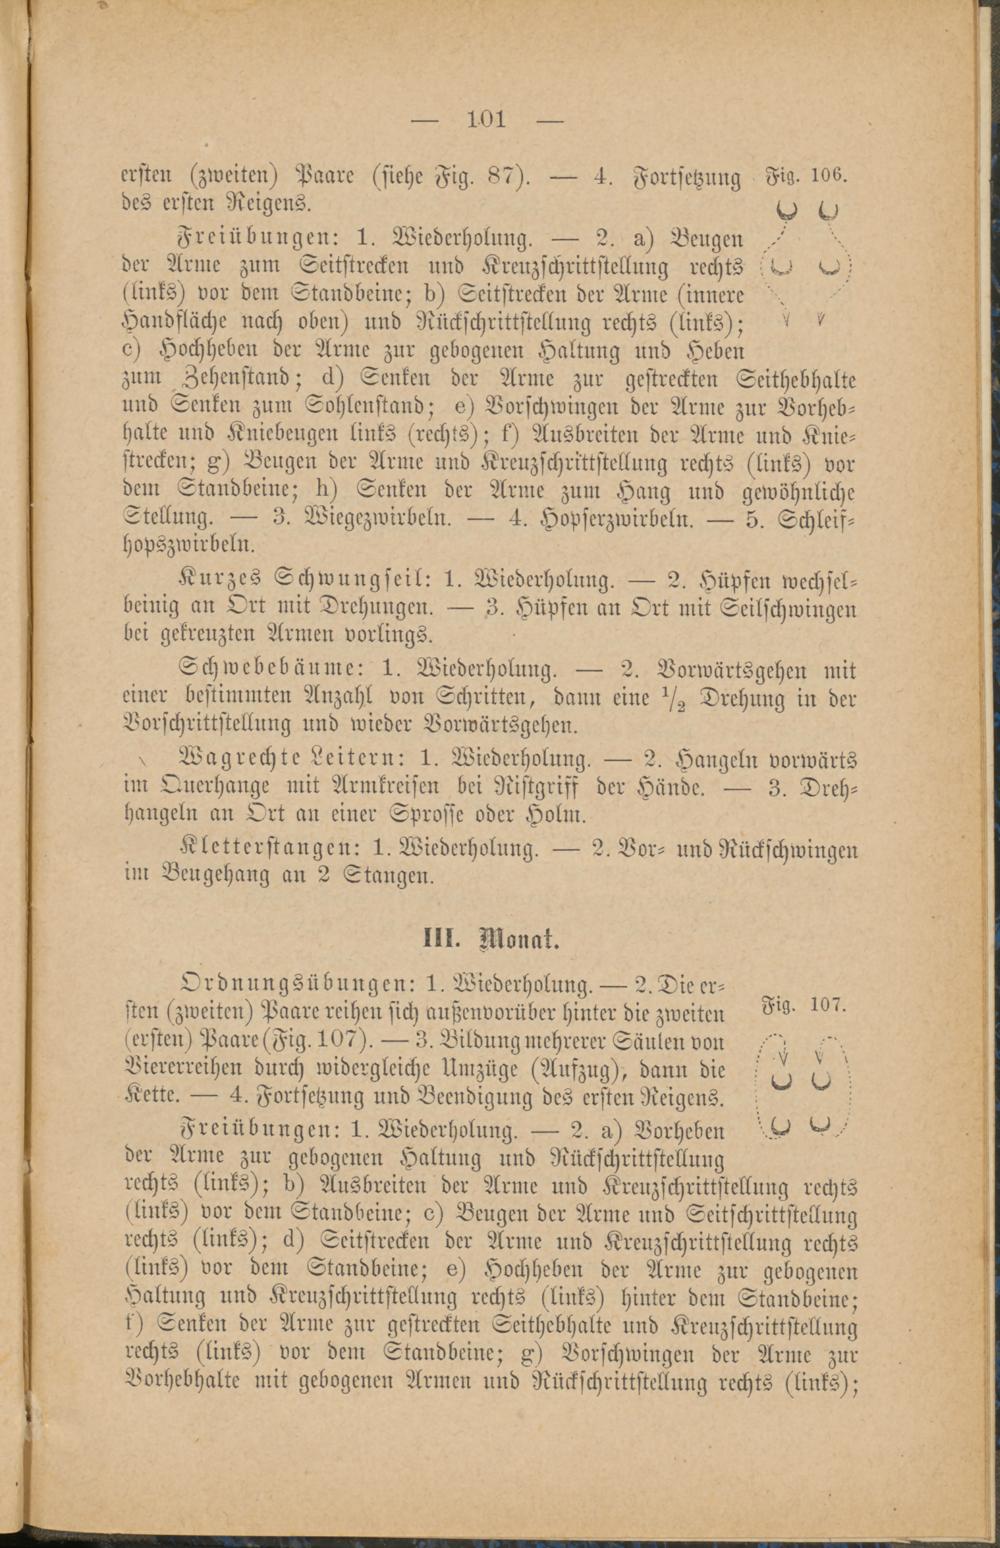 — 101 —
ersten (zweiten) Paare (siehe Fig. 87). — 4. Fortsetzung
des ersten Reigens.
Fig. 106.
Freiübungen: 1. Wiederholung. — 2. a) Beugen
der Arme zum Seitstrecken und Kreuzschrittstellung rechts
(links) vor dem Standbeine; b) Seitstrecken der Arme (innere
Handfläche nach oben) und Rückschrittstellung rechts (links);
c) Hochheben der Arme zur gebogenen Haltung und Heben
zum Zehenstand; d) Senken der Arme zur gestreckten Seithebhalte
und Senken zum Sohlenstand; e) Vorschwingen der Arme zur Vorheb-
halte und Kniebeugen links (rechts); f) Ausbreiten der Arme und Knie-
strecken; g) Beugen der Arme und Kreuzschrittstellung rechts (links) vor
dem Standbeine; h) Senken der Arme zum Hang und gewöhnliche
Stellung. — 3. Wiegezwirbeln. — 4. Hopserzwirbeln. — 5. Schleif-
hopszwirbeln.
Kurzes Schwungseil: 1. Wiederholung. — 2. Hüpfen wechsel-
beinig an Ort mit Drehungen. — 3. Hüpfen an Ort mit Seilschwingen
bei gekreuzten Armen vorlings.
Schwebebäume: 1. Wiederholung. — 2. Vorwärtsgehen mit
einer bestimmten Anzahl von Schritten, dann eine 1/2 Drehung in der
Vorschrittstellung und wieder Vorwärtsgehen.
Wagrechte Leitern: 1. Wiederholung. — 2. Hangeln vorwärts
im Querhange mit Armkreisen bei Ristgriff der Hände. — 3. Dreh-
hangeln an Ort an einer Sprosse oder Holm.
Kletterstangen: 1. Wiederholung. — 2. Vor- und Rückschwingen
im Beugehang an 2 Stangen.
III. Monat.
Ordnungsübungen: 1. Wiederholung. — 2. Die er-
sten (zweiten) Paare reihen sich außenvorüber hinter die zweiten
(ersten) Paare (Fig. 107). — 3. Bildung mehrerer Säulen von
Viererreihen durch widergleiche Umzüge (Aufzug), dann die
Kette. — 4. Fortsetzung und Beendigung des ersten Reigens.
Fig. 107.
Freiübungen: 1. Wiederholung. — 2. a) Vorheben
der Arme zur gebogenen Haltung und Rückschrittstellung
rechts (links); b) Ausbreiten der Arme und Kreuzschrittstellung rechts
(links) vor dem Standbeine; c) Beugen der Arme und Seitschrittstellung
rechts (links); d) Seitstrecken der Arme und Kreuzschrittstellung rechts
(links) vor dem Standbeine; e) Hochheben der Arme zur gebogenen
Haltung und Kreuzschrittstellung rechts (links) hinter dem Standbeine;
f) Senken der Arme zur gestreckten Seithebhalte und Kreuzschrittstellung
rechts (links) vor dem Standbeine; g) Vorschwingen der Arme zur
Vorhebhalte mit gebogenen Armen und Rückschrittstellung rechts (links);